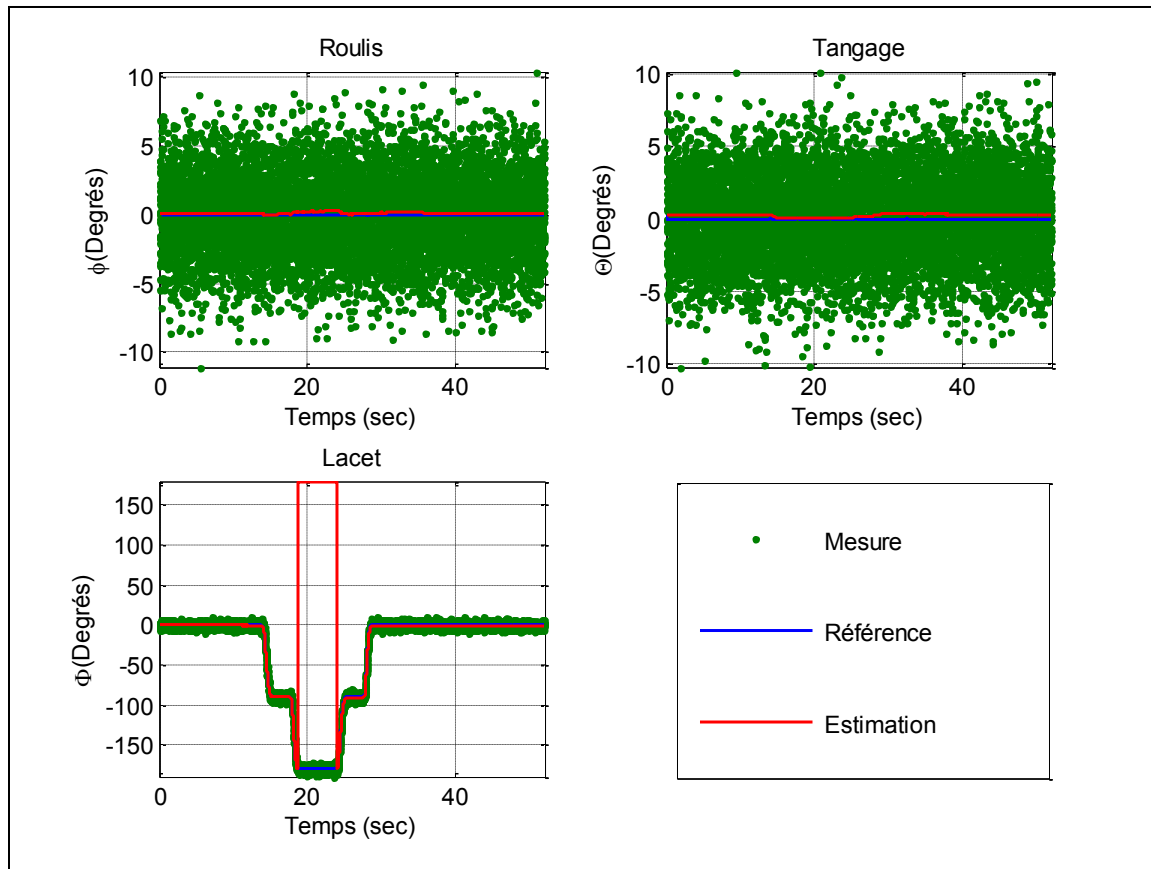 Roulis
10
5
0
-5
-10
ϕ(Degrés)
0 20 40
Temps (sec)
Tangage
10
5
0
-5
-10
Θ(Degrés)
0 20 40
Temps (sec)
Lacet
150
100
50
0
-50
-100
-150
Φ(Degrés)
0 20 40
Temps (sec)
Mesure
Référence
Estimation